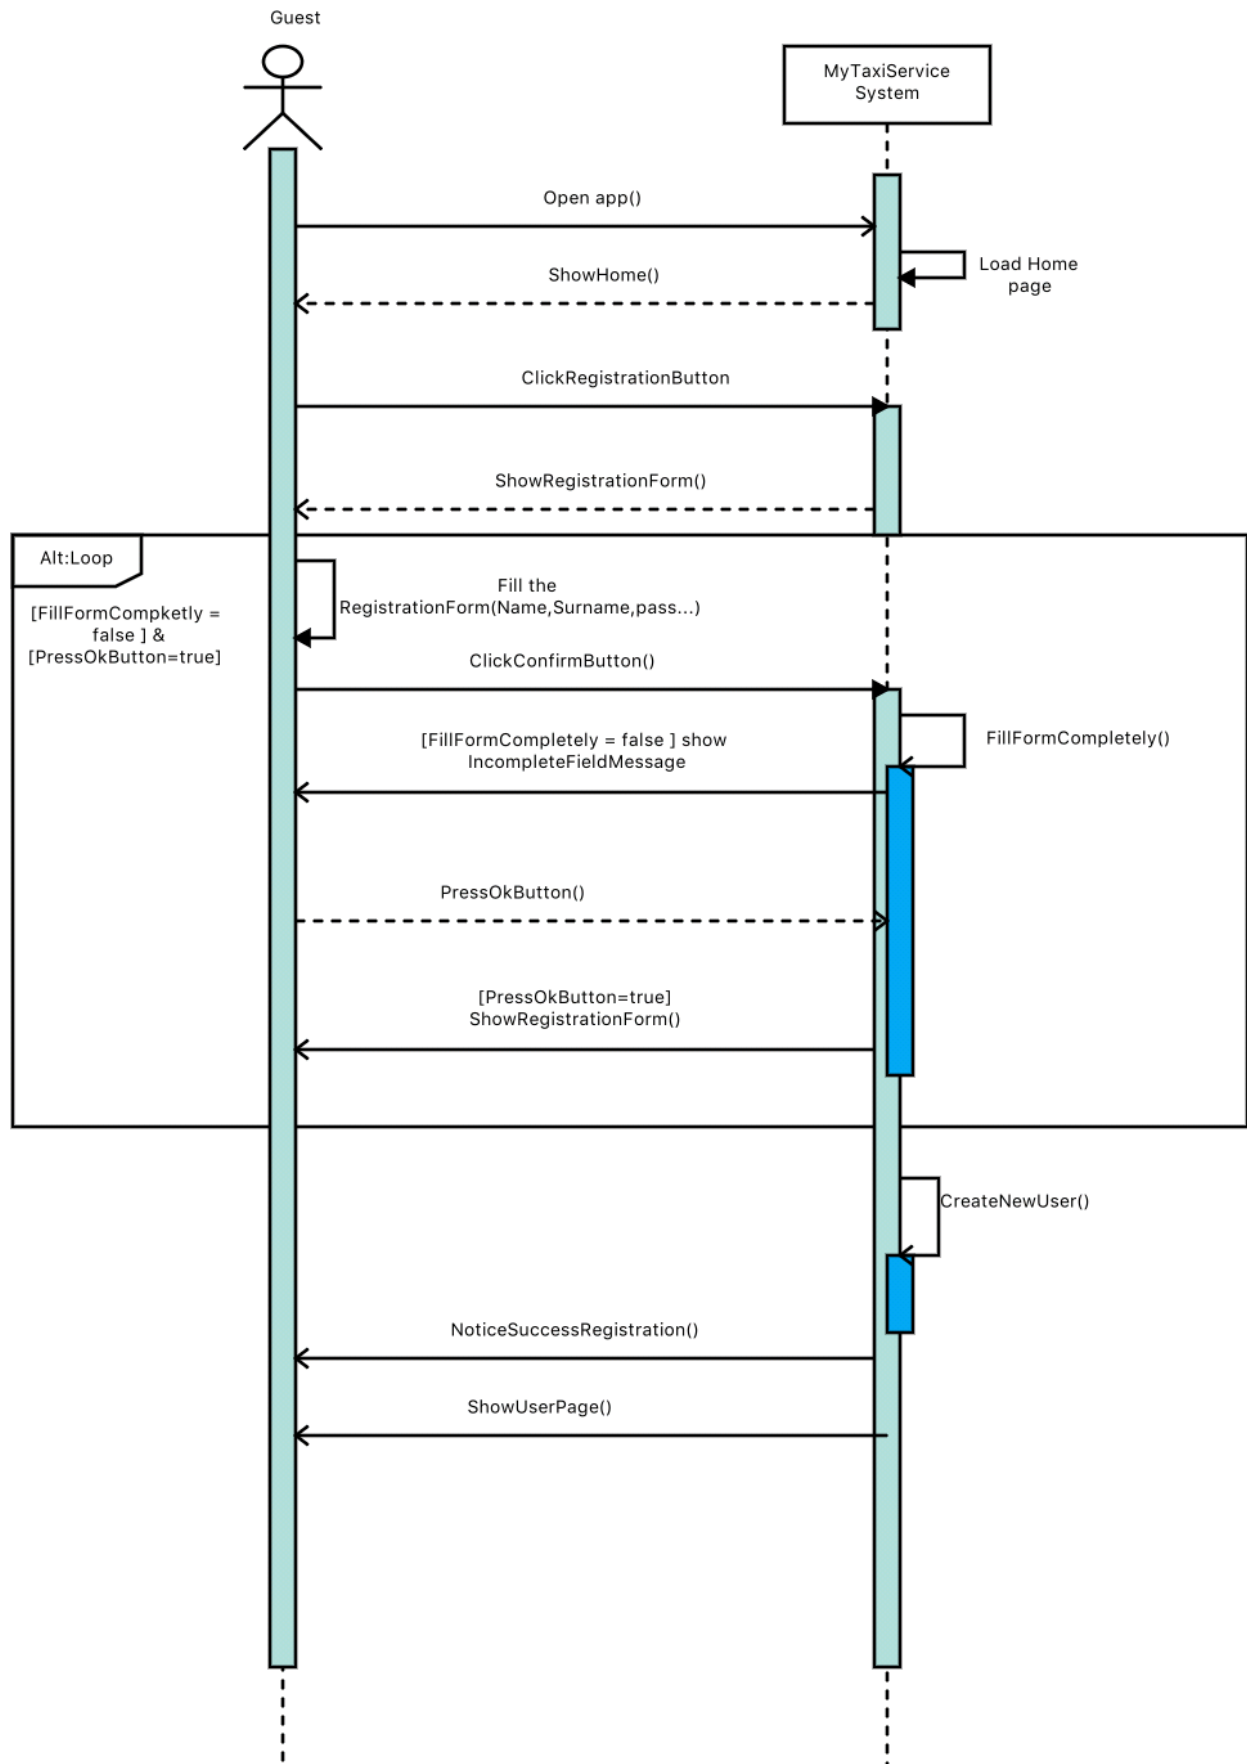 Guest
MyTaxiService
System
Open app()
Load Home
page
ShowHome()
ClickRegistrationButton
ShowRegistrationForm()
Alt:Loop
[FillFormCompketly =
false ] &
[PressOkButton=true]
Fill the
RegistrationForm(Name,Surname,pass...)
ClickConfirmButton()
FillFormCompletely()
[FillFormCompletely = false ] show
IncompleteFieldMessage
PressOkButton()
[PressOkButton=true]
ShowRegistrationForm()
CreateNewUser()
NoticeSuccessRegistration()
ShowUserPage()